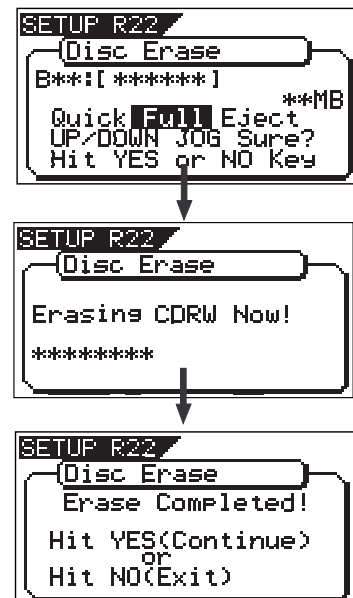 SETUP R22
Disc Erase
B**:[ ****** ]
**MB
Quick Full Eject
UP/DOWN JOG Sure?
Hit YES or NO Key
SETUP R22
Disc Erase
Erasing CDRW Now!
********
SETUP R22
Disc Erase
Erase Completed!
Hit YES(Continue)
or
Hit NO(Exit)